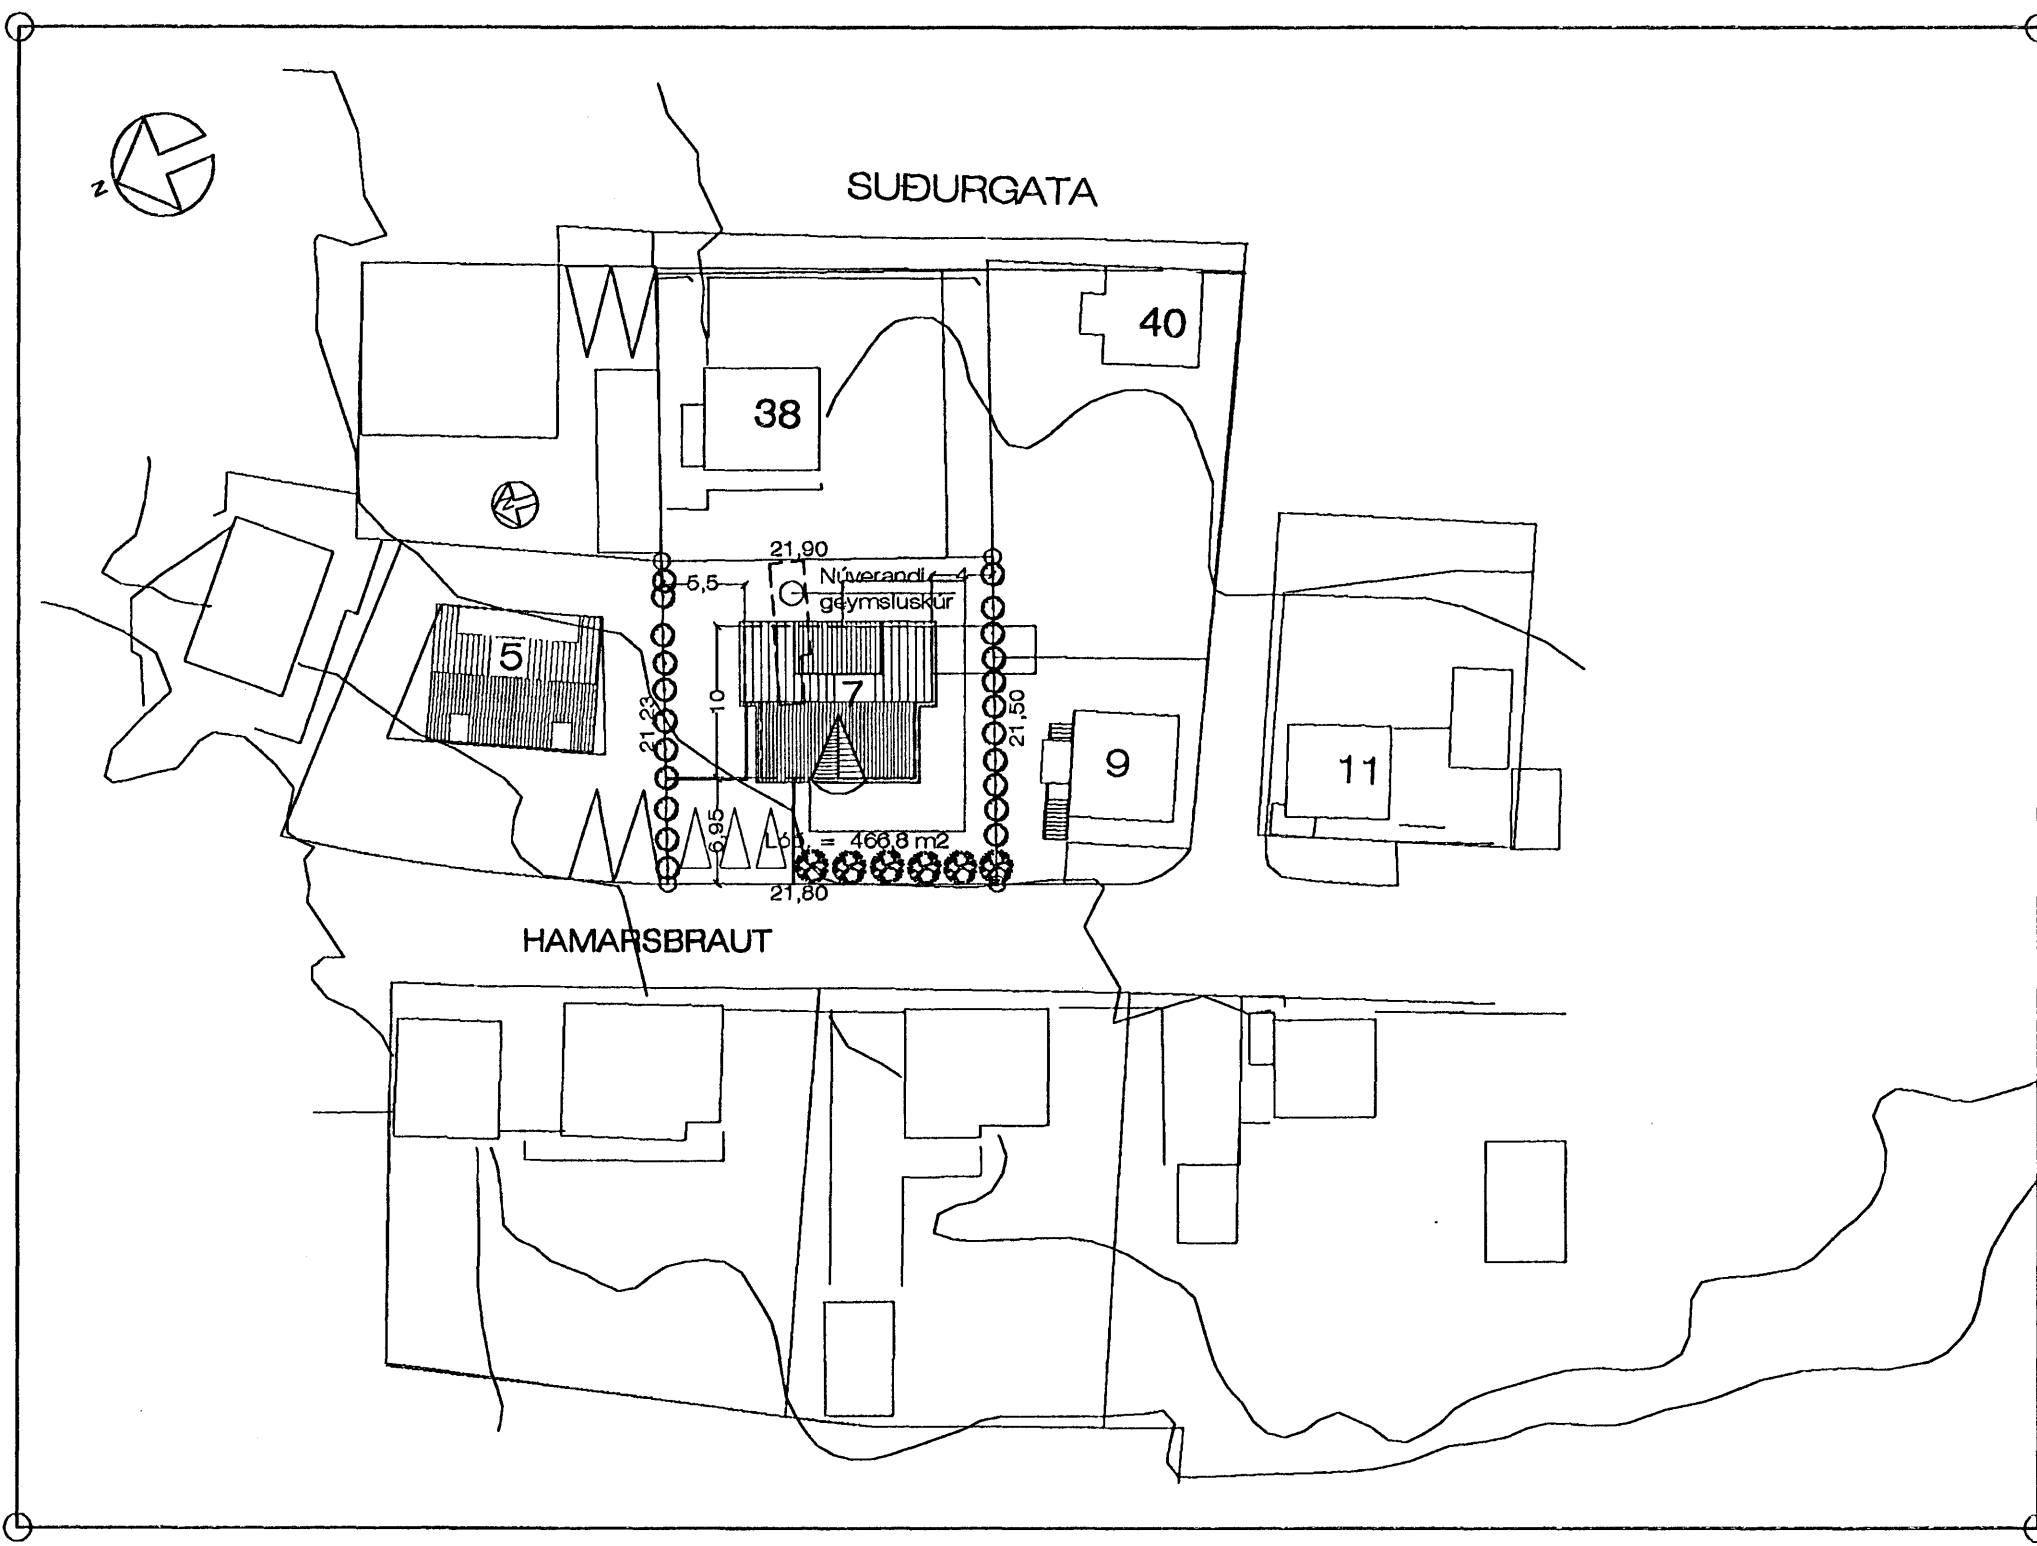 N
SUÐURGATA
40
38
N
21,90
Núverandi
geymsluskúr
5,5
4
5
7
10
21,23
21,50
9
11
6,95
Lóð. = 466,8 m2
21,80
HAMARSBRAUT